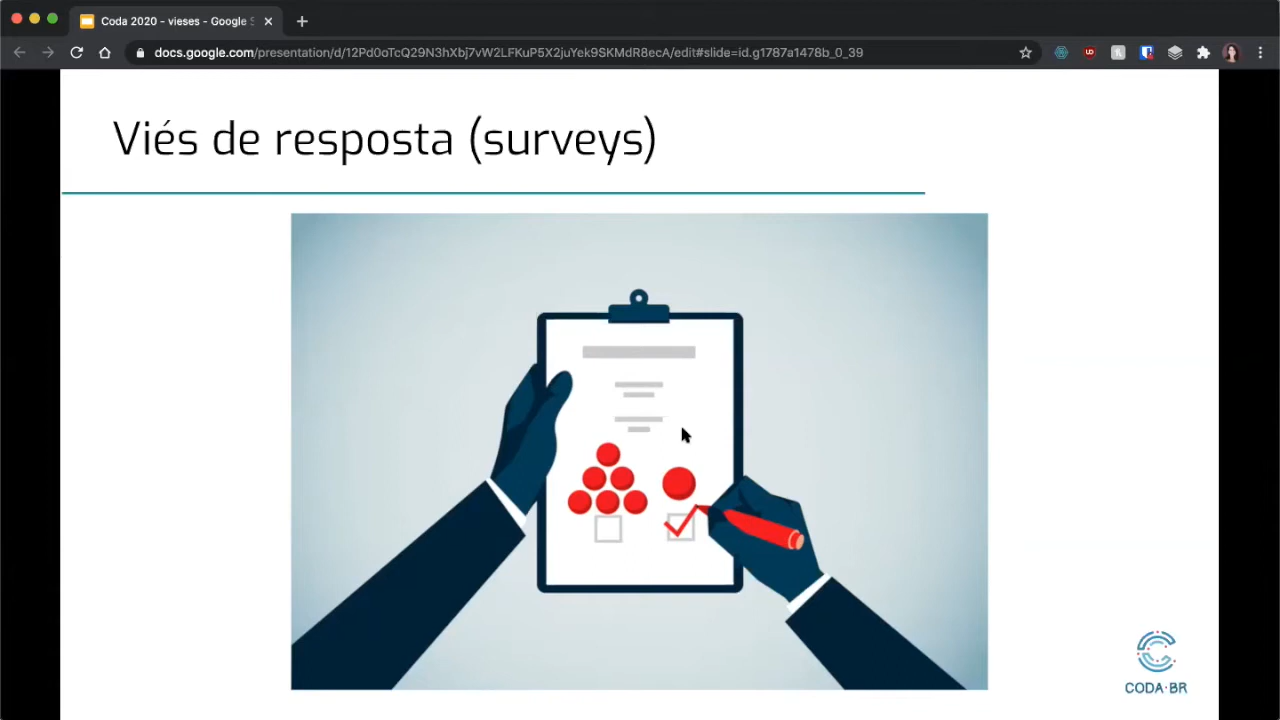 Coda 2020 - vieses - Google S
docs.google.com/presentation/d/12Pd0oTcQ29N3hXbj7vW2LFKuP5X2juYek9SKMdR8ecA/edit#slide=id.g1787a1478b_0_39
Viés de resposta (surveys)
CODA·BR